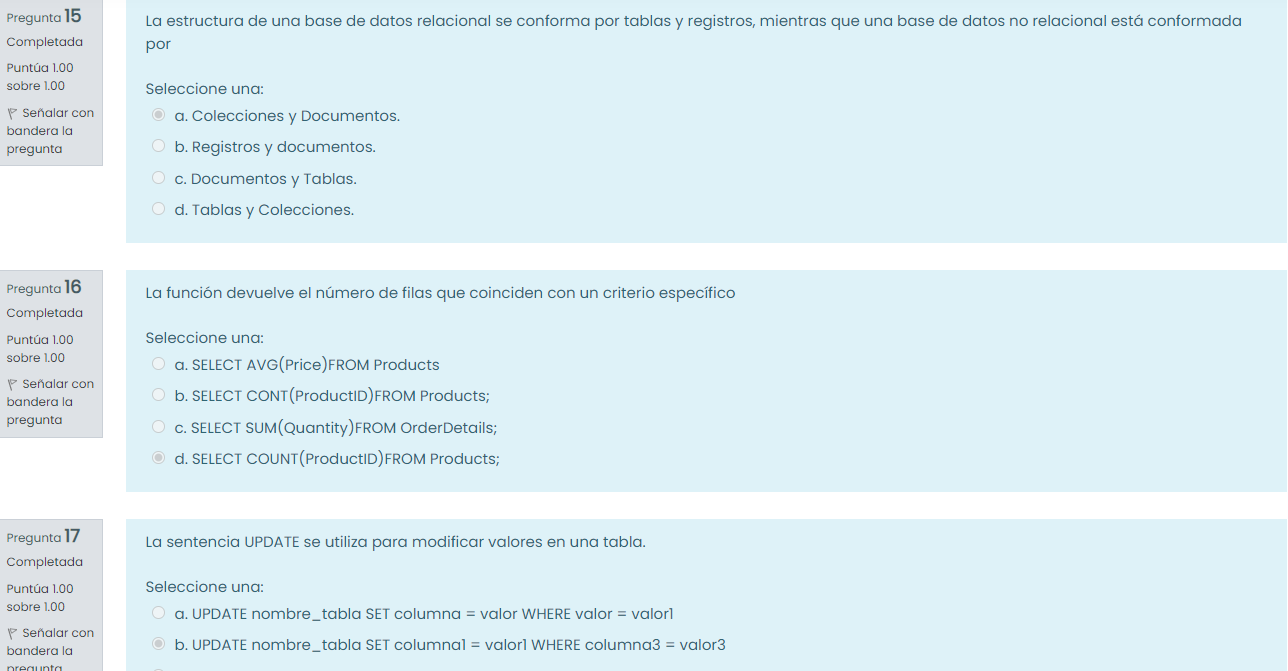 Pregunta 15
Completada
Puntúa 1.00
sobre 1.00
Señalar con
bandera la
pregunta
La estructura de una base de datos relacional se conforma por tablas y registros, mientras que una base de datos no relacional está conformada
por
Seleccione una:
a. Colecciones y Documentos.
b. Registros y documentos.
c. Documentos y Tablas.
d. Tablas y Colecciones.
Pregunta 16
Completada
Puntúa 1.00
sobre 1.00
Señalar con
bandera la
pregunta
La función devuelve el número de filas que coinciden con un criterio específico
Seleccione una:
a. SELECT AVG(Price)FROM Products
b. SELECT CONT(ProductID)FROM Products;
c. SELECT SUM(Quantity)FROM OrderDetails;
d. SELECT COUNT(ProductID)FROM Products;
Pregunta 17
Completada
Puntúa 1.00
sobre 1.00
Señalar con
bandera la
pregunta
La sentencia UPDATE se utiliza para modificar valores en una tabla.
Seleccione una:
a. UPDATE nombre_tabla SET columna = valor WHERE valor = valor1
b. UPDATE nombre_tabla SET columna1 = valor1 WHERE columna3 = valor3